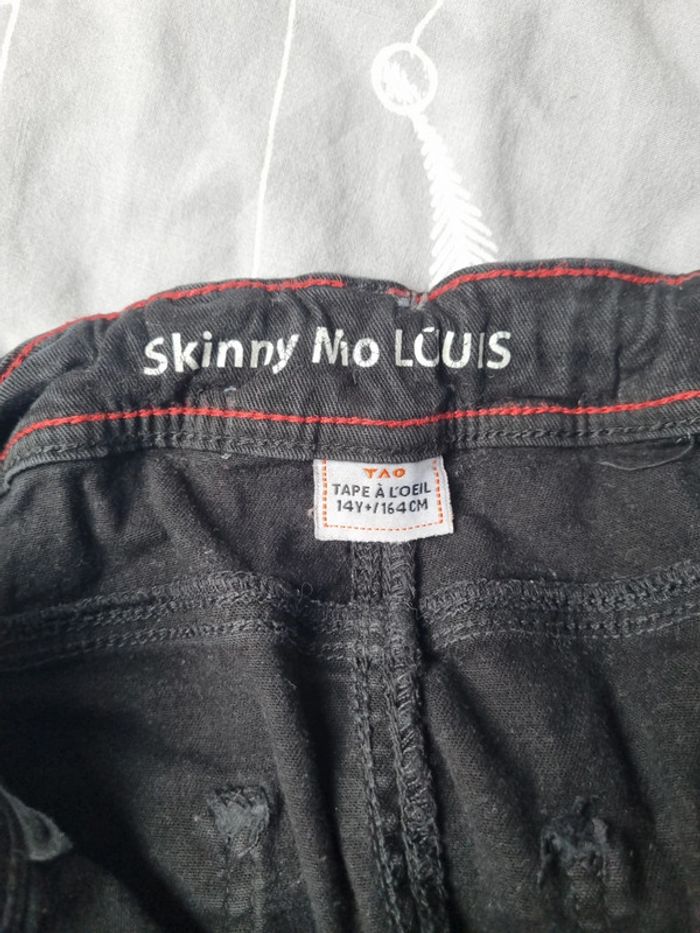 Skinny Mo LOUIS
TAO
TAPE À L'OEIL
14Y+/164CM